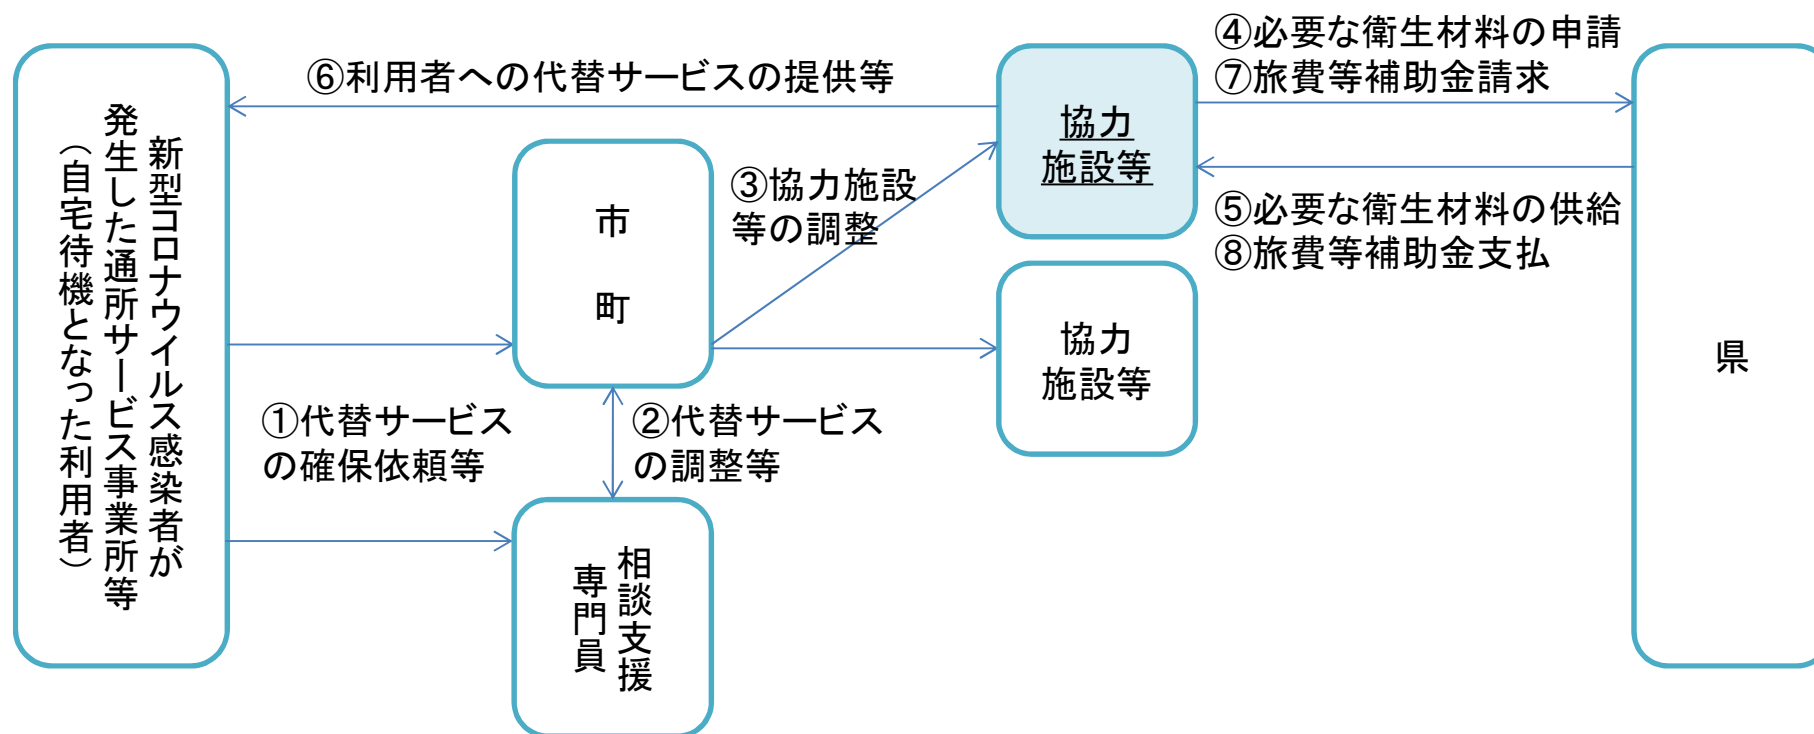 新型コロナウイルス感染者が
発生した通所サービス事業所等
（自宅待機となった利用者）
⑥利用者への代替サービスの提供等
市
町
①代替サービス
の確保依頼等
②代替サービス
の調整等
相談支援
専門員
③協力施設
等の調整
協力
施設等
協力
施設等
④必要な衛生材料の申請
⑦旅費等補助金請求
⑤必要な衛生材料の供給
⑧旅費等補助金支払
県